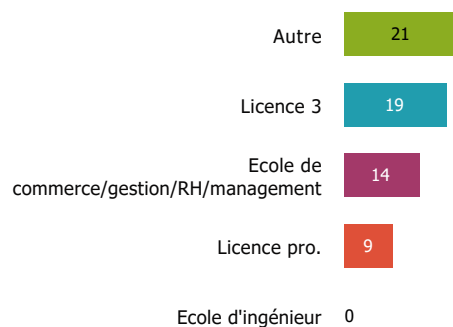 Autre 21
Licence 3 19
Ecole de
commerce/gestion/RH/management 14
Licence pro. 9
Ecole d'ingénieur 0